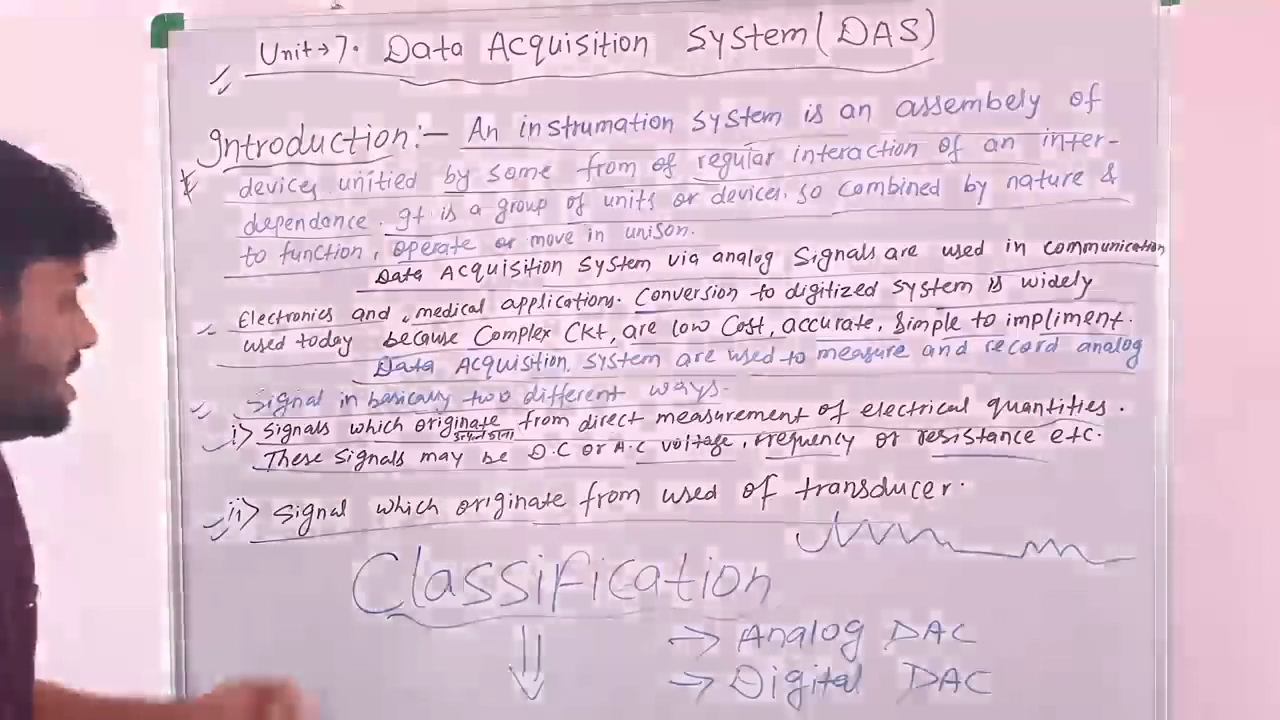 Unit → 7. Data Acquisition System (DAS)
Introduction:- An instrumation system is an assembely of
devices unitied by some from of regular interaction of an inter-
dependance. It is a group of units or devices, so combined by nature &
to function, operate or move in unison.
Data Acquisition System via analog Signals are used in communication
Electronics and, medical applications. Conversion to digitized system is widely
used today because Complex Ckt, are low Cost, accurate, Simple to impliment.
Data Acquistion, System are used to measure and record analog
Signal in basically two different ways.
i> Signals which originate from direct measurement of electrical quantities.
These Signals may be D.C or A.C voltage, frequency or resistance etc.
ii> Signal which originate from used of transducer.
Classification
→ Analog DAC
→ Digital DAC